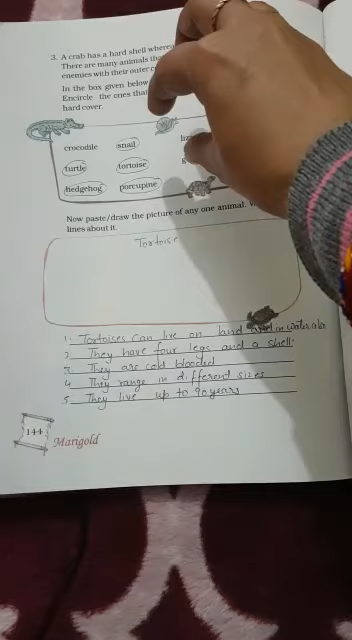 3. A crab has a hard shell where
There are many animals tha
enemies with their outer c
In the box given below
Encircle the ones that
hard cover.
crocodile snail
turtle tortoise
hedgehog porcupine
Now paste/draw the picture of any one animal.
lines about it.
Tortoise
1. Tortoises can live on land and in water
2. They have four legs and a shell.
3. They are cold blooded
4. They range in different sizes
5. They live up to 90 years
144
Marigold